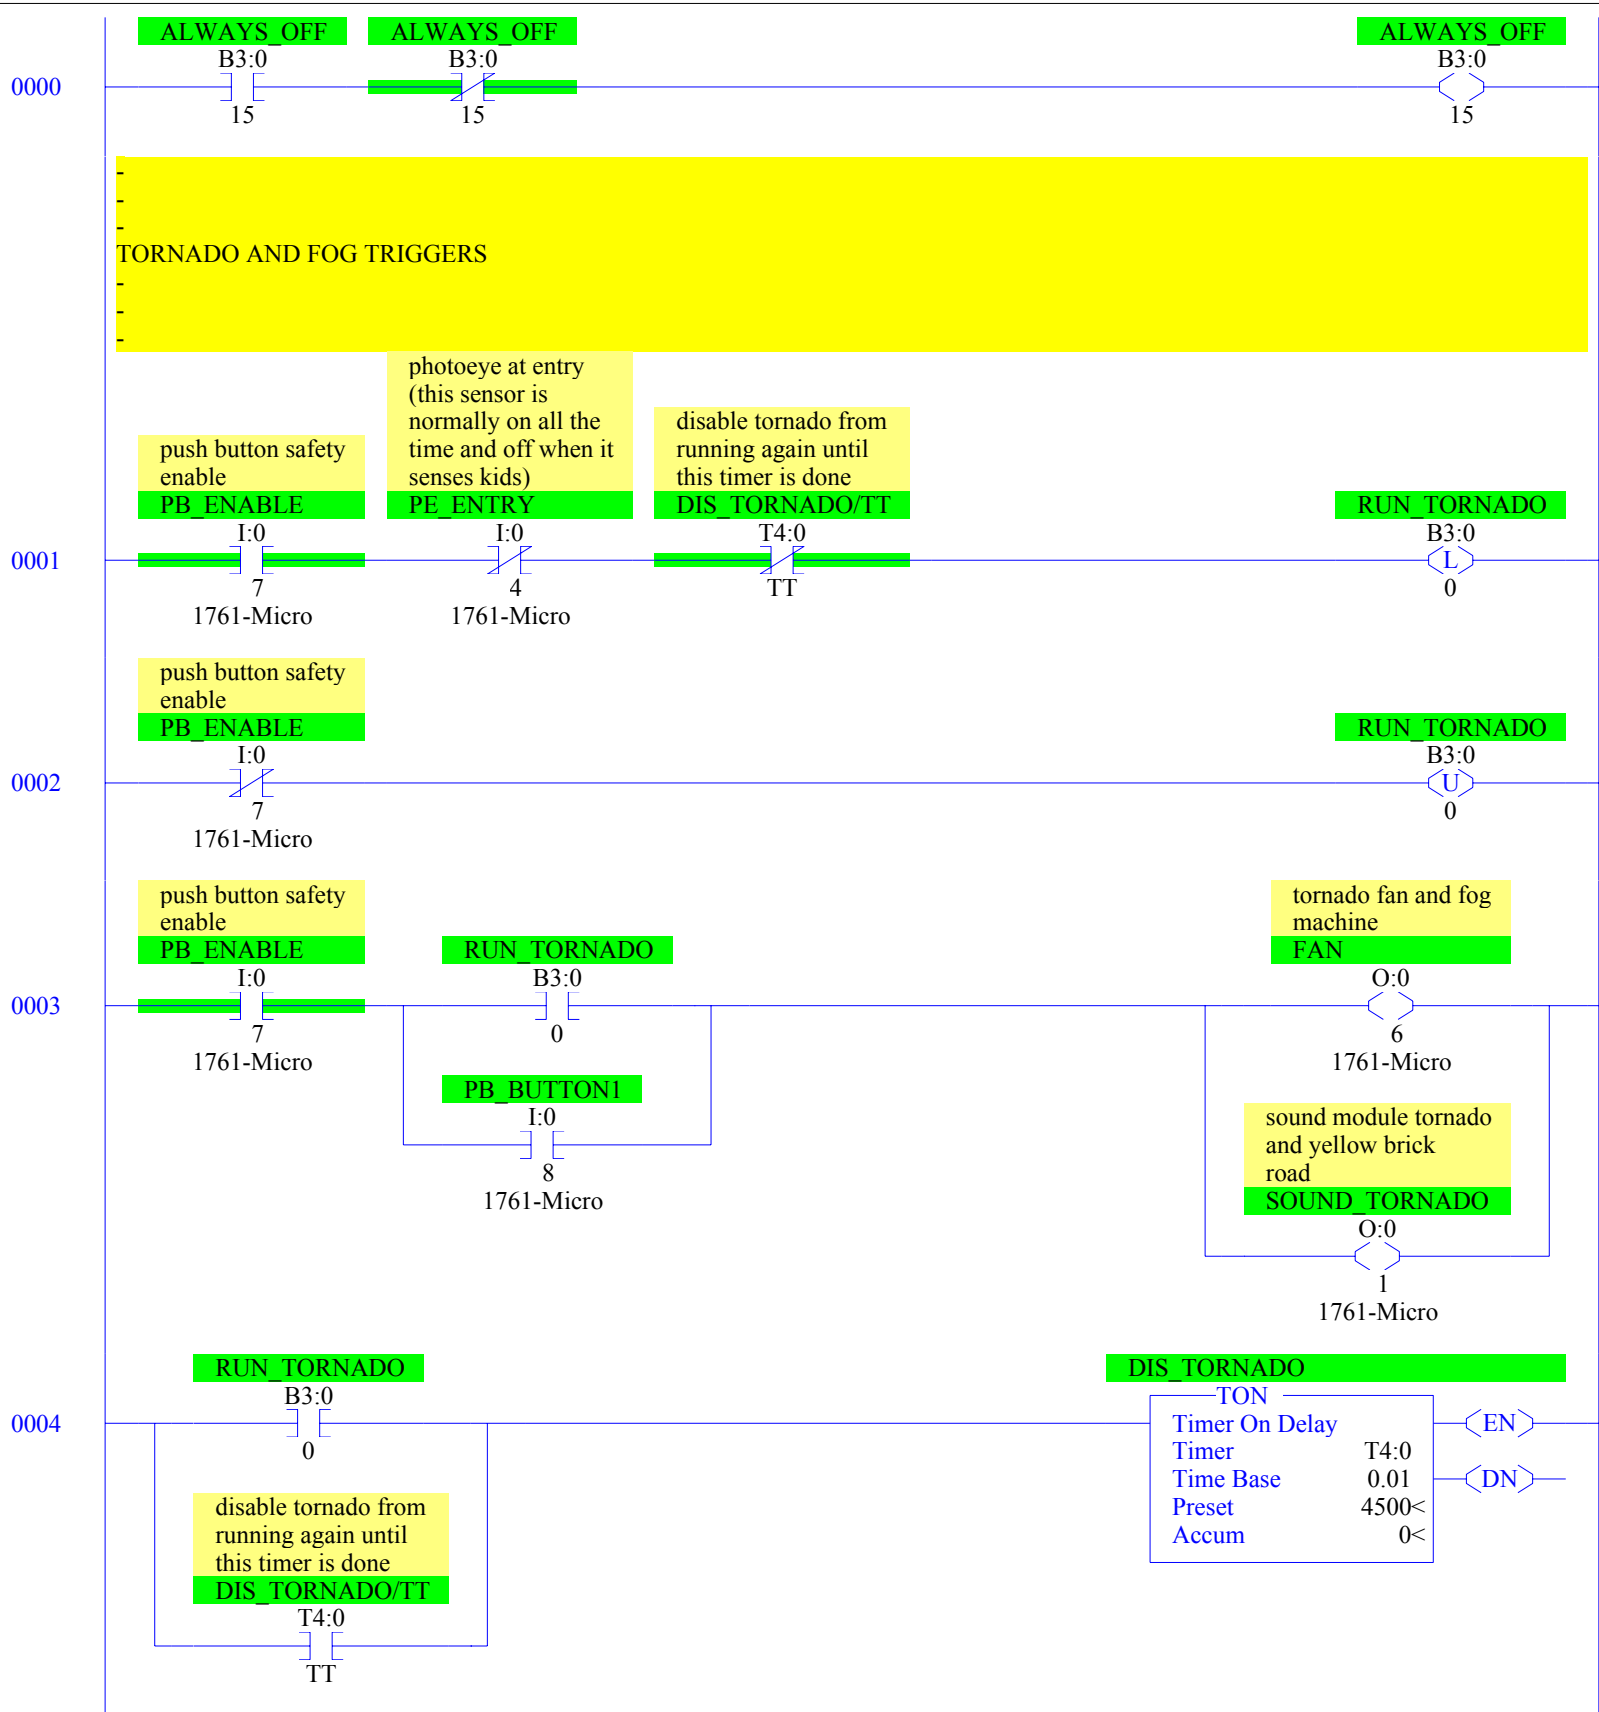 ALWAYS_OFF ALWAYS_OFF ALWAYS_OFF
B3:0 B3:0 B3:0
0000
15 15 15
-
-
-
TORNADO AND FOG TRIGGERS
-
-
-
photoeye at entry
(this sensor is
normally on all the
time and off when it
senses kids)
disable tornado from
running again until
this timer is done
push button safety
enable
PB_ENABLE PE_ENTRY DIS_TORNADO/TT RUN_TORNADO
I:0 I:0 T4:0 B3:0
0001 L
7 4 TT 0
1761-Micro 1761-Micro
push button safety
enable
PB_ENABLE RUN_TORNADO
I:0 B3:0
0002 U
7 0
1761-Micro
push button safety
enable
tornado fan and fog
machine
PB_ENABLE RUN_TORNADO FAN
I:0 B3:0 O:0
0003
7 0 6
1761-Micro 1761-Micro
PB_BUTTON1
I:0
8
1761-Micro
sound module tornado
and yellow brick
road
SOUND_TORNADO
O:0
1
1761-Micro
RUN_TORNADO DIS_TORNADO
B3:0
0004
0
TON
Timer On Delay EN
Timer T4:0
Time Base 0.01 DN
Preset 4500<
Accum 0<
disable tornado from
running again until
this timer is done
DIS_TORNADO/TT
T4:0
TT